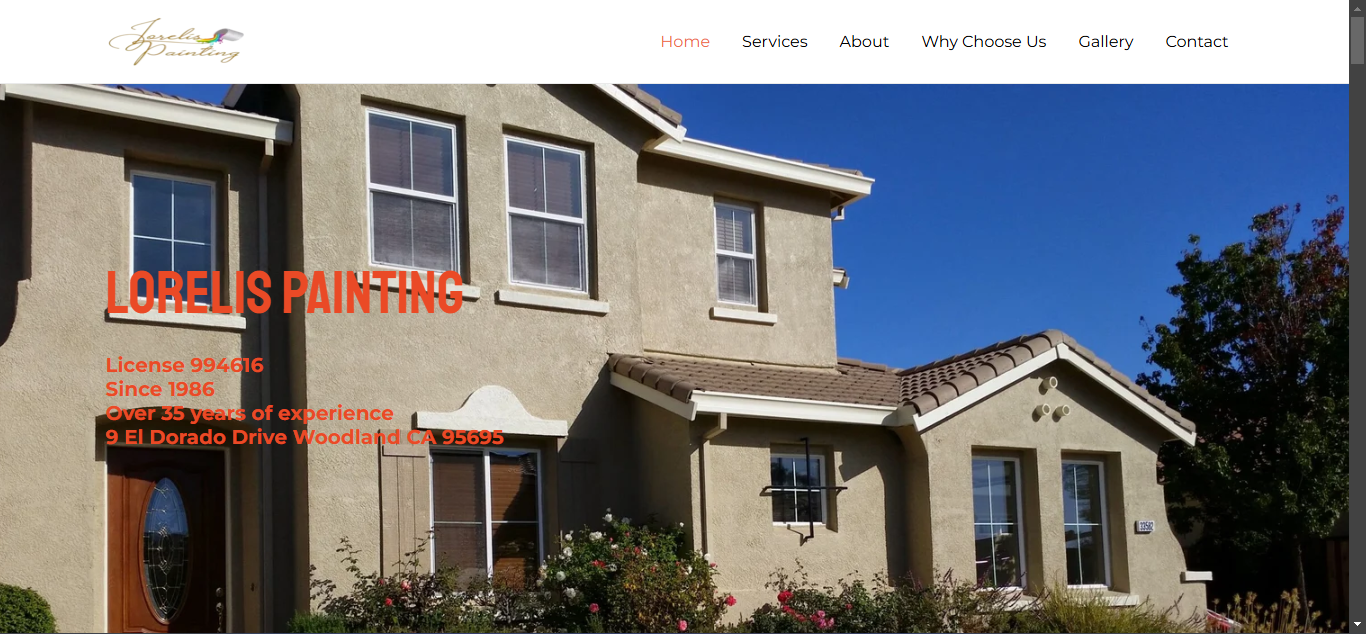 Lorelis
Painting
Home Services About Why Choose Us Gallery Contact
LORELIS PAINTING
License 994616
Since 1986
Over 35 years of experience
9 El Dorado Drive Woodland CA 95695
33582